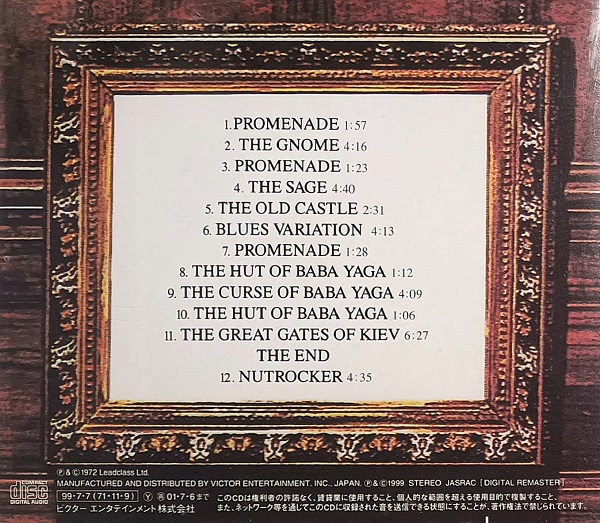 1. PROMENADE 1:57
2. THE GNOME 4:16
3. PROMENADE 1:23
4. THE SAGE 4:40
5. THE OLD CASTLE 2:31
6. BLUES VARIATION 4:13
7. PROMENADE 1:28
8. THE HUT OF BABA YAGA 1:12
9. THE CURSE OF BABA YAGA 4:09
10. THE HUT OF BABA YAGA 1:06
11. THE GREAT GATES OF KIEV 6:27
THE END
12. NUTROCKER 4:35
Ⓟ & Ⓒ 1972 Leadclass Ltd.
MANUFACTURED AND DISTRIBUTED BY VICTOR ENTERTAINMENT, INC., JAPAN. Ⓟ & Ⓒ 1999 STEREO JASRAC [DIGITAL REMASTER]
COMPACT
disc
DIGITAL AUDIO
99・7・7 (71・11・9) Ⓨ 01・7・6まで
ビクター エンタテインメント株式会社
このCDは権利者の許諾なく、賃貸業に使用すること、個人的な範囲を超える使用目的で複製すること、
また、ネットワーク等を通じてこのCDに収録された音を送信できる状態にすることが、著作権法で禁じられています。